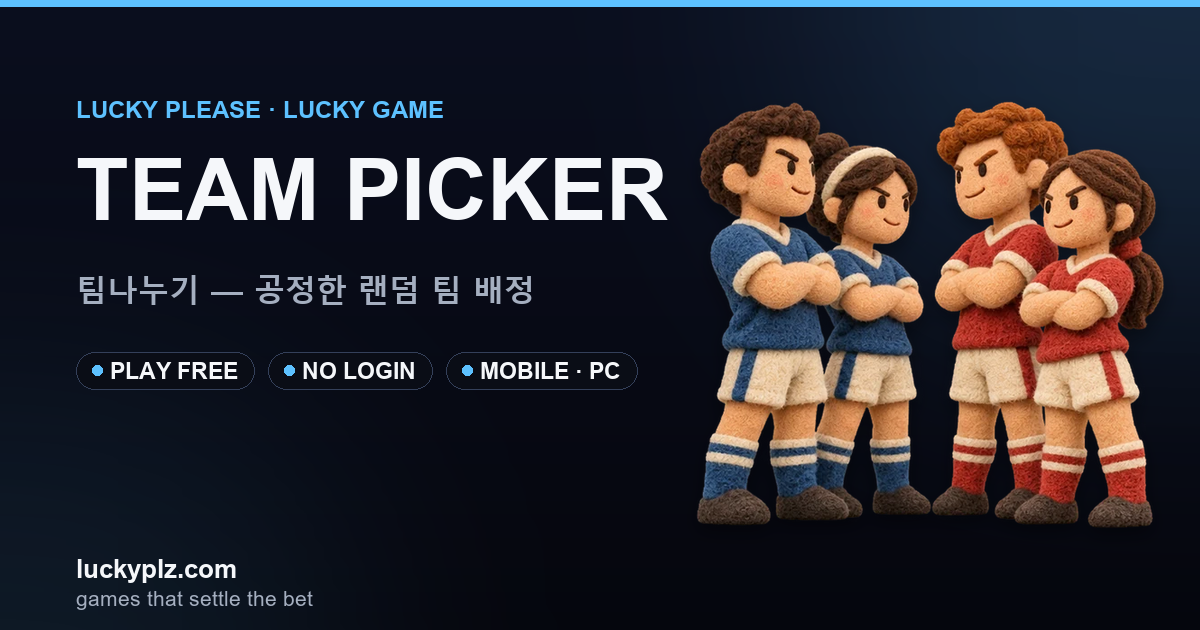 LUCKY PLEASE · LUCKY GAME
TEAM PICKER
팀나누기 — 공정한 랜덤 팀 배정
PLAY FREE NO LOGIN MOBILE · PC
luckyplz.com
games that settle the bet